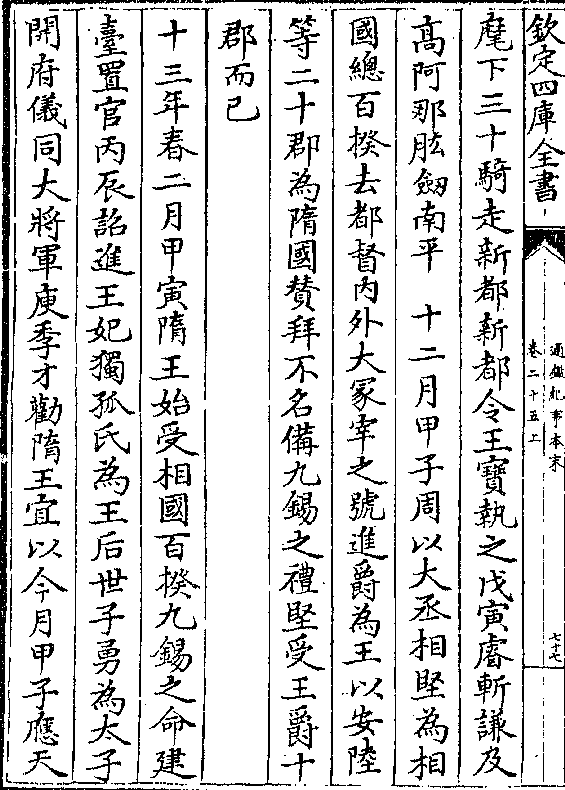 欽定四庫全書
通鑑紀事本末
卷二十五上
七十七
麾下三十騎走新都新都令王寶執之戊寅睿斬謙及
高阿那肱劒南平　十二月甲子周以大丞相堅為相
國總百揆去都督內外大冢宰之號進爵為王以安陸
等二十郡為隋國贊拜不名備九錫之禮堅受王爵十
郡而已
十三年春二月甲寅隋王始受相國百揆九錫之命建
臺置官丙辰詔進王妃獨孤氏為王后世子勇為太子
開府儀同大將軍庾季才勸隋王宜以今月甲子應天